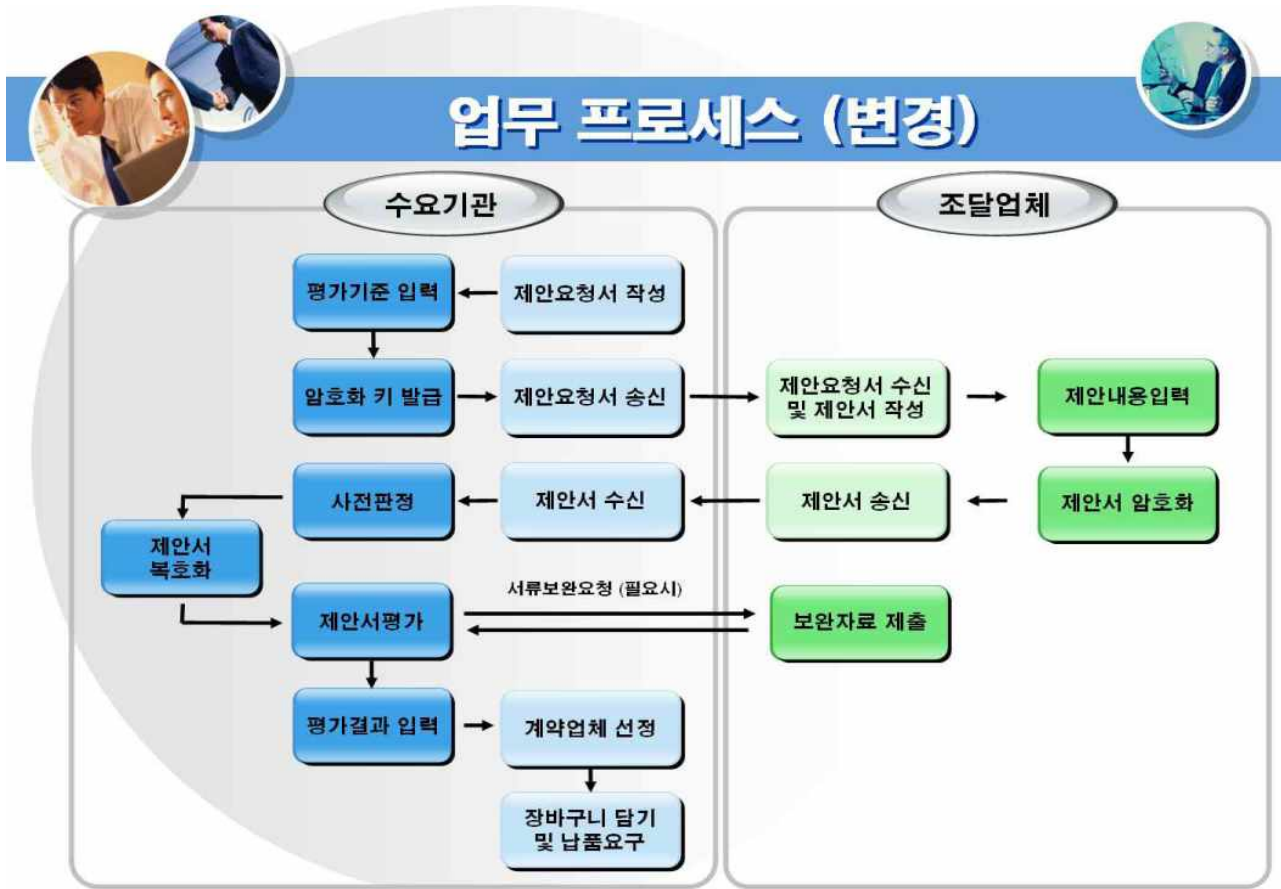 업무 프로세스 (변경)
수요기관
조달업체
평가기준 입력
제안요청서 작성
암호화 키 발급
제안요청서 송신
제안요청서 수신
및 제안서 작성
제안내용입력
사전판정
제안서 수신
제안서 송신
제안서 암호화
제안서
복호화
서류보완요청 (필요시)
제안서평가
보완자료 제출
평가결과 입력
계약업체 선정
장바구니 담기
및 납품요구